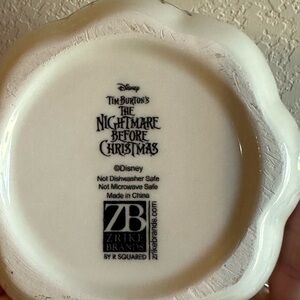 Disney
TIM BURTON'S
THE
NIGHTMARE
BEFORE
CHRISTMAS
©Disney
Not Dishwasher Safe
Not Microwave Safe
Made in China
ZB
ZRIKE
BRANDS
BY R SQUARED
zrikebrands.com